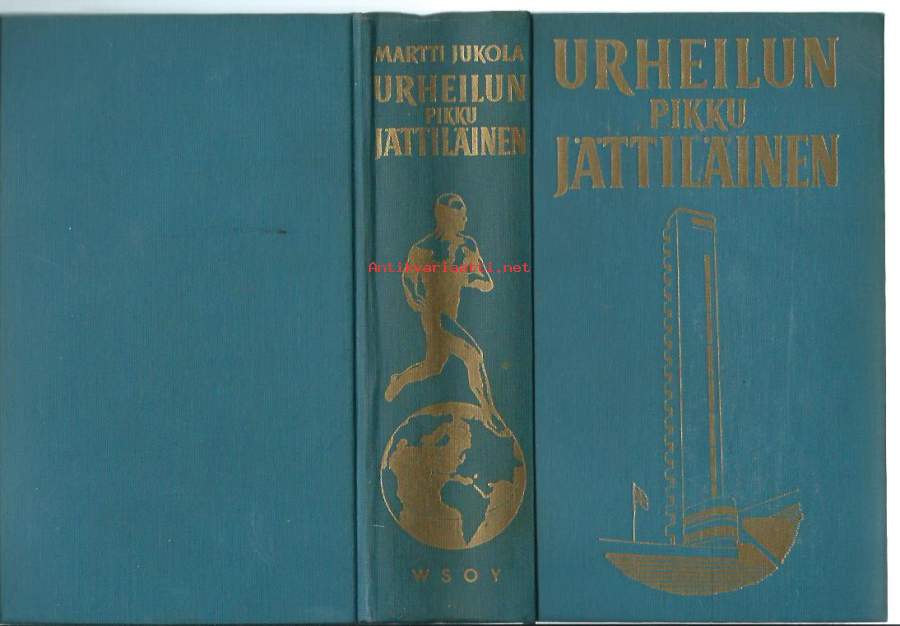 MARTTI JUKOLA
URHEILUN
PIKKU
JÄTTILÄINEN
Antikvariaatti.net
WSOY
URHEILUN
PIKKU
JÄTTILÄINEN